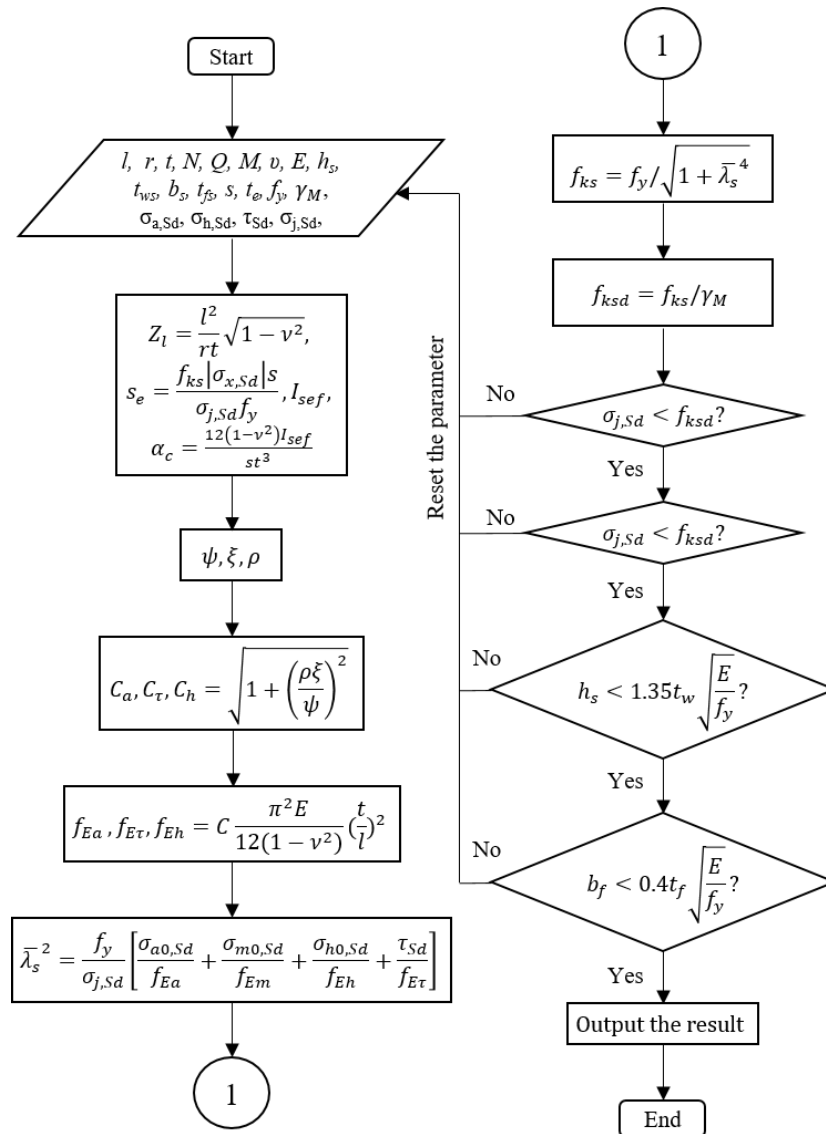 Start
l, r, t, N, Q, M, υ, E, hₛ,
t_ws, bₛ, t_fs, s, t_e, f_y, γ_M,
σ_a,Sd, σ_h,Sd, τ_Sd, σ_j,Sd,
Z_l = l²/(rt) √(1 − ν²),
s_e = f_ks|σ_x,Sd|s/(σ_j,Sd f_y), I_sef,
α_c = 12(1−ν²)I_sef/(st³)
ψ, ξ, ρ
C_a, C_τ, C_h = √(1 + (ρξ/ψ)²)
f_Ea, f_Eτ, f_Eh = C π²E/(12(1 − ν²)) (t/l)²
λ̄ₛ² = f_y/σ_j,Sd [σ_a0,Sd/f_Ea + σ_m0,Sd/f_Em + σ_h0,Sd/f_Eh + τ_Sd/f_Eτ]
1
1
f_ks = f_y/√(1 + λ̄ₛ⁴)
f_ksd = f_ks/γ_M
No
σ_j,Sd < f_ksd?
Yes
No
σ_j,Sd < f_ksd?
Yes
No
hₛ < 1.35t_w √(E/f_y)?
Yes
No
b_f < 0.4t_f √(E/f_y)?
Yes
Output the result
End
Reset the parameter